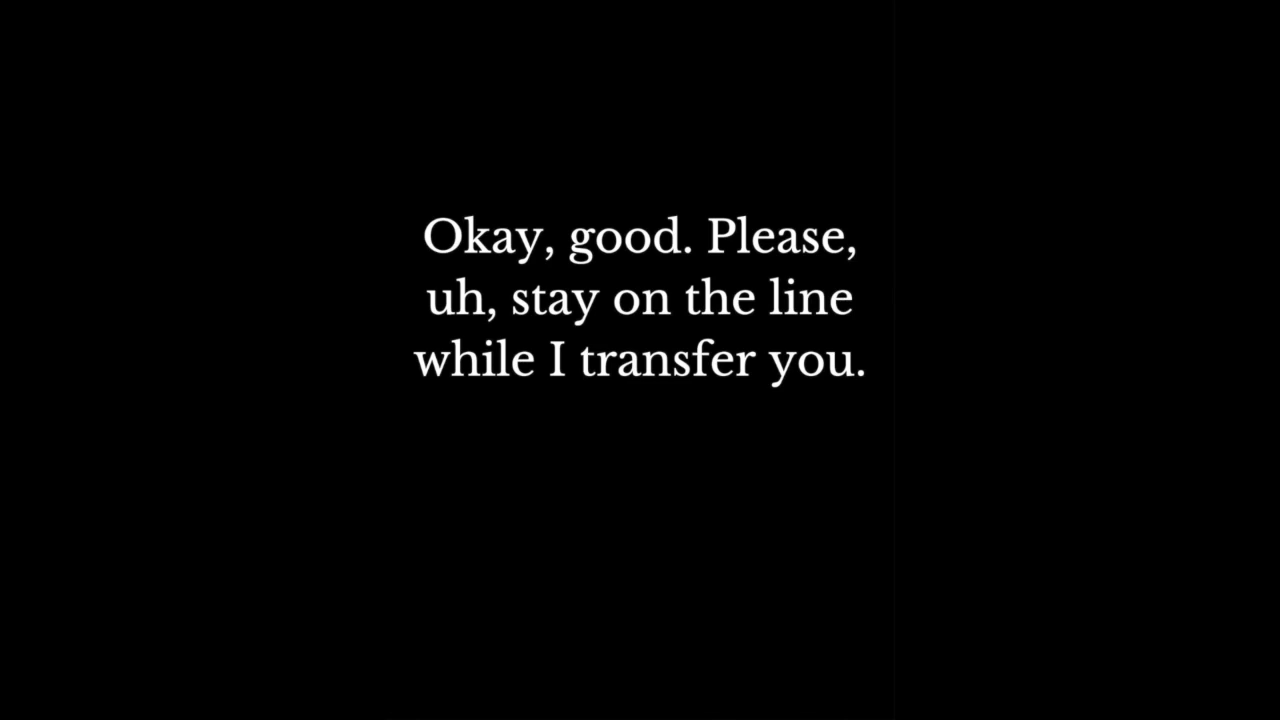 Okay, good. Please,
uh, stay on the line
while I transfer you.